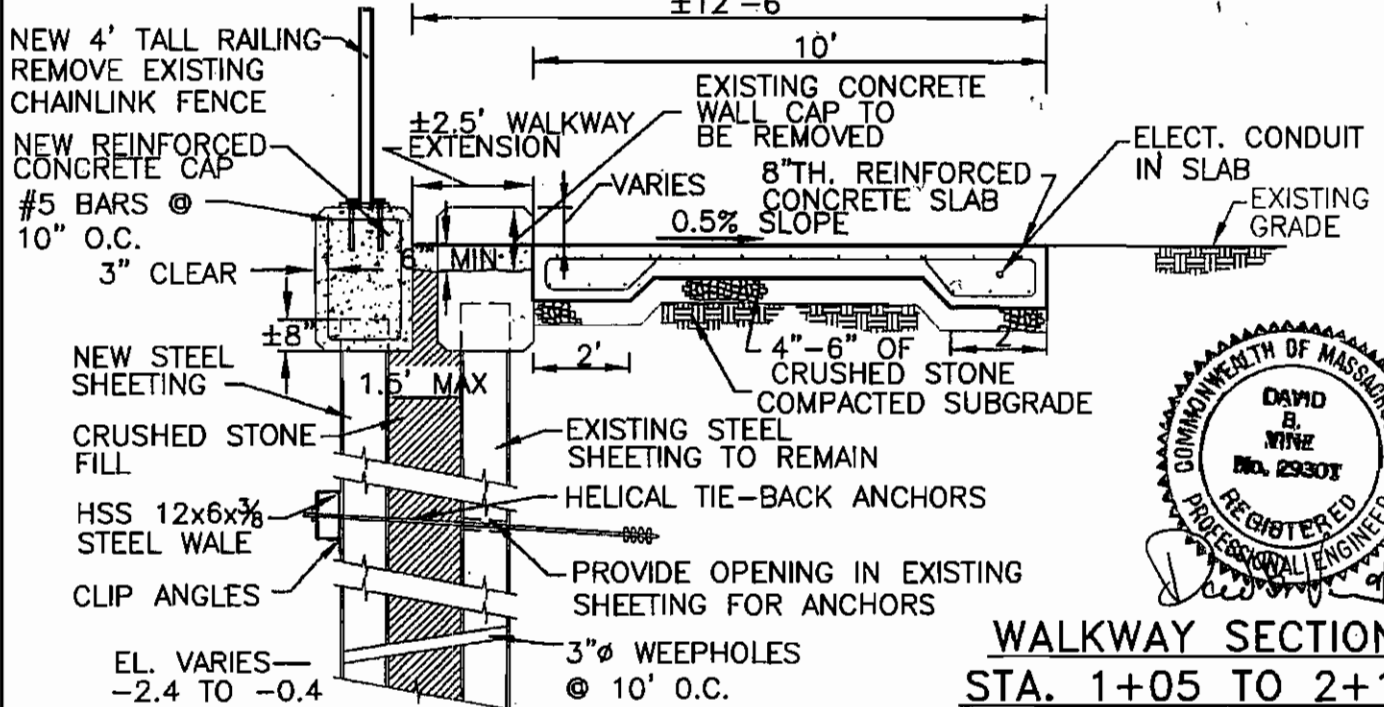 ±12'-6
10'
NEW 4' TALL RAILING
REMOVE EXISTING
CHAINLINK FENCE
NEW REINFORCED
CONCRETE CAP
#5 BARS @
10" O.C.
3" CLEAR
±8"
NEW STEEL
SHEETING
CRUSHED STONE
FILL
HSS 12x6x⅜
STEEL WALE
CLIP ANGLES
EL. VARIES
-2.4 TO -0.4
±2.5' WALKWAY
EXTENSION
EXISTING CONCRETE
WALL CAP TO
BE REMOVED
VARIES
8"TH. REINFORCED
CONCRETE SLAB
0.5% SLOPE
6" MIN
ELECT. CONDUIT
IN SLAB
EXISTING
GRADE
2'
2'
1.5' MAX
4"-6" OF
CRUSHED STONE
COMPACTED SUBGRADE
EXISTING STEEL
SHEETING TO REMAIN
HELICAL TIE-BACK ANCHORS
PROVIDE OPENING IN EXISTING
SHEETING FOR ANCHORS
3"ø WEEPHOLES
@ 10' O.C.
COMMONWEALTH OF MASSACH
DAVID
B.
VINE
No. 29301
REGISTERED
PROFESSIONAL ENGINEER
WALKWAY SECTION
STA. 1+05 TO 2+1